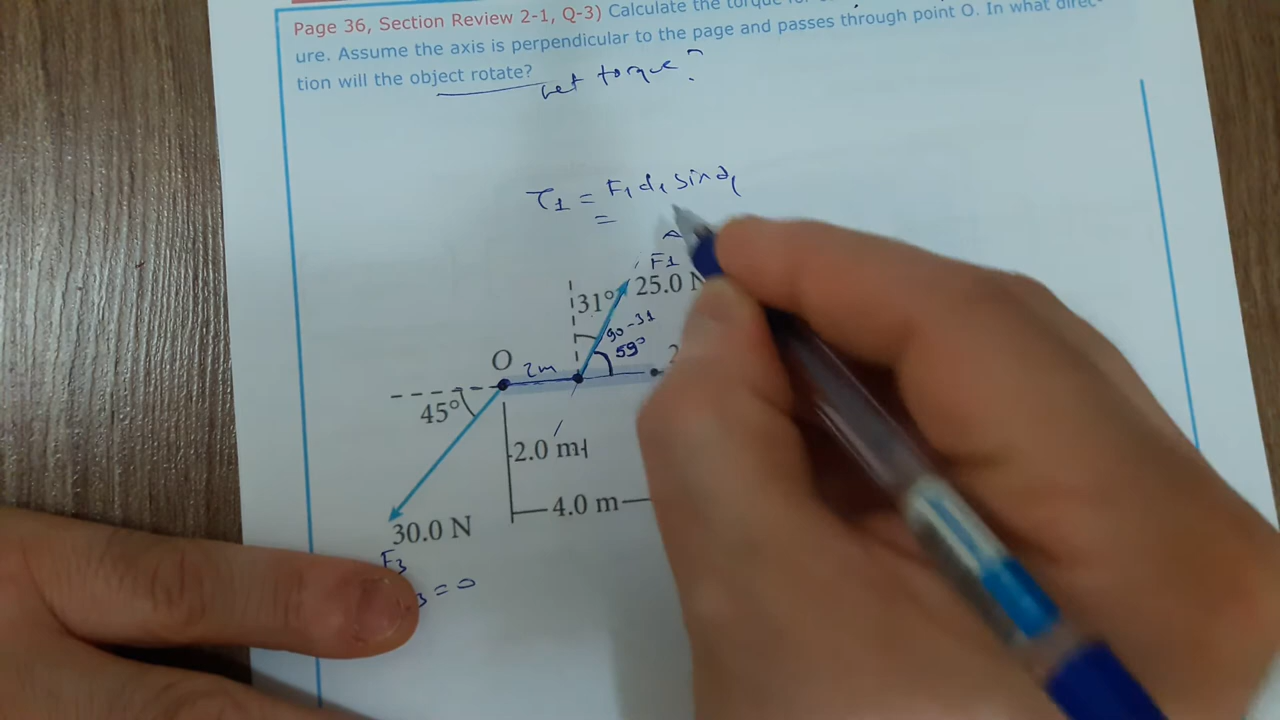 Page 36, Section Review 2-1, Q-3) Calculate the torque
ure. Assume the axis is perpendicular to the page and passes through point O. In what direc-
tion will the object rotate?
net torque?
τ1 = F1 d1 sinθ1
=
F1
31° 25.0 N
90-31
59°
O 2m
45°
2.0 m
4.0 m
30.0 N
F3
3 = 0